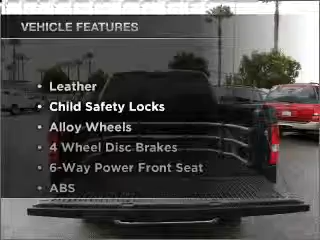 VEHICLE FEATURES
• Leather
• Child Safety Locks
• Alloy Wheels
• 4 Wheel Disc Brakes
• 6-Way Power Front Seat
• ABS